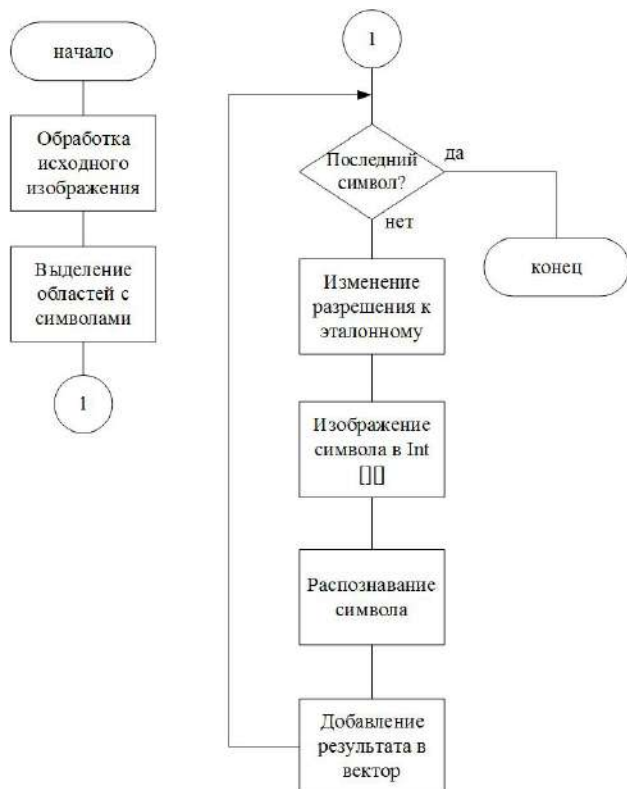 начало
Обработка
исходного
изображения
Выделение
областей с
символами
1
1
Последний
символ?
да
нет
конец
Изменение
разрешения к
эталонному
Изображение
символа в Int
[][]
Распознавание
символа
Добавление
результата в
вектор